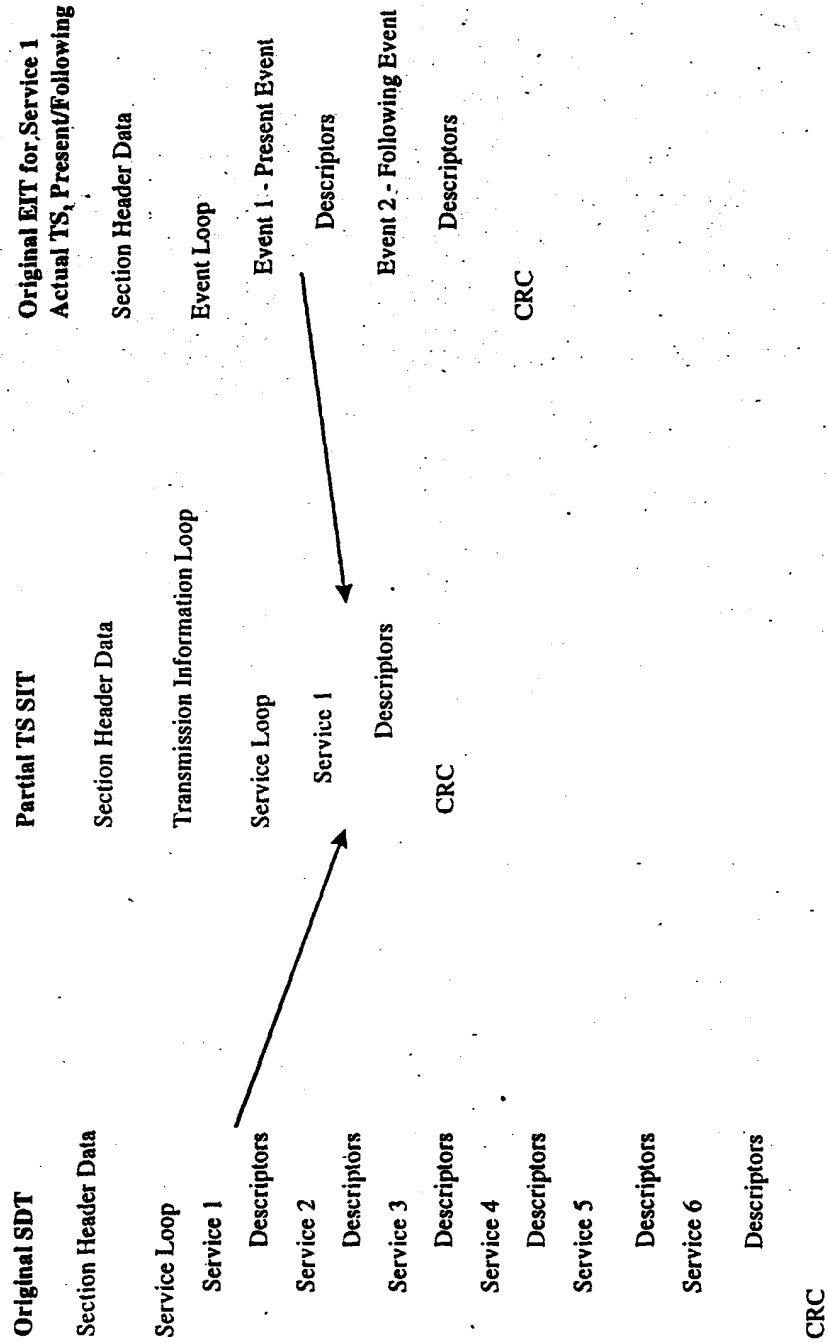 Original SDT
Section Header Data
Service Loop
Service 1
Descriptors
Service 2
Descriptors
Service 3
Descriptors
Service 4
Descriptors
Service 5
Descriptors
Service 6
Descriptors
CRC
Partial TS SIT
Section Header Data
Transmission Information Loop
Service Loop
Service 1
Descriptors
CRC
Original EIT for Service 1
Actual TS, Present/Following
Section Header Data
Event Loop
Event 1 - Present Event
Descriptors
Event 2 - Following Event
Descriptors
CRC